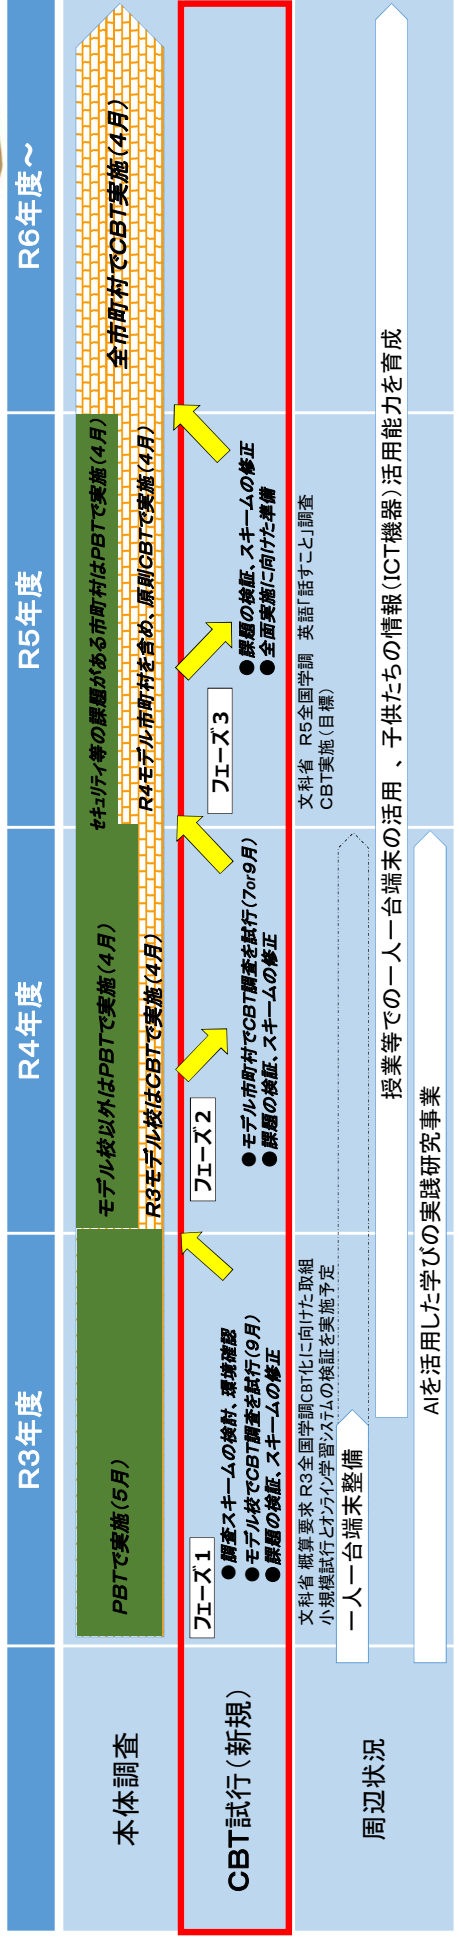 R3年度
R4年度
R5年度
R6年度～
本体調査
PBTで実施（5月）
モデル校以外はPBTで実施（4月）
R3モデル校はCBTで実施（4月）
セキュリティ等の課題がある市町村はPBTで実施（4月）
R4モデル市町村を含め、原則CBTで実施（4月）
全市町村でCBT実施（4月）
CBT試行（新規）
フェーズ1
●調査スキームの検討、環境確認
●モデル校でCBT調査を試行（9月）
●課題の検証、スキームの修正
フェーズ2
●モデル市町村でCBT調査を試行（7or9月）
●課題の検証、スキームの修正
フェーズ3
●課題の検証、スキームの修正
●全面実施に向けた準備
周辺状況
文科省 概算要求 R3全国学調CBT化に向けた取組
小規模試行とオンライン学習システムの検証を実施予定
文科省 R5全国学調 英語「話すこと」調査
CBT実施（目標）
一人一台端末整備
授業等での一人一台端末の活用 、子供たちの情報（ICT機器）活用能力を育成
AIを活用した学びの実践研究事業